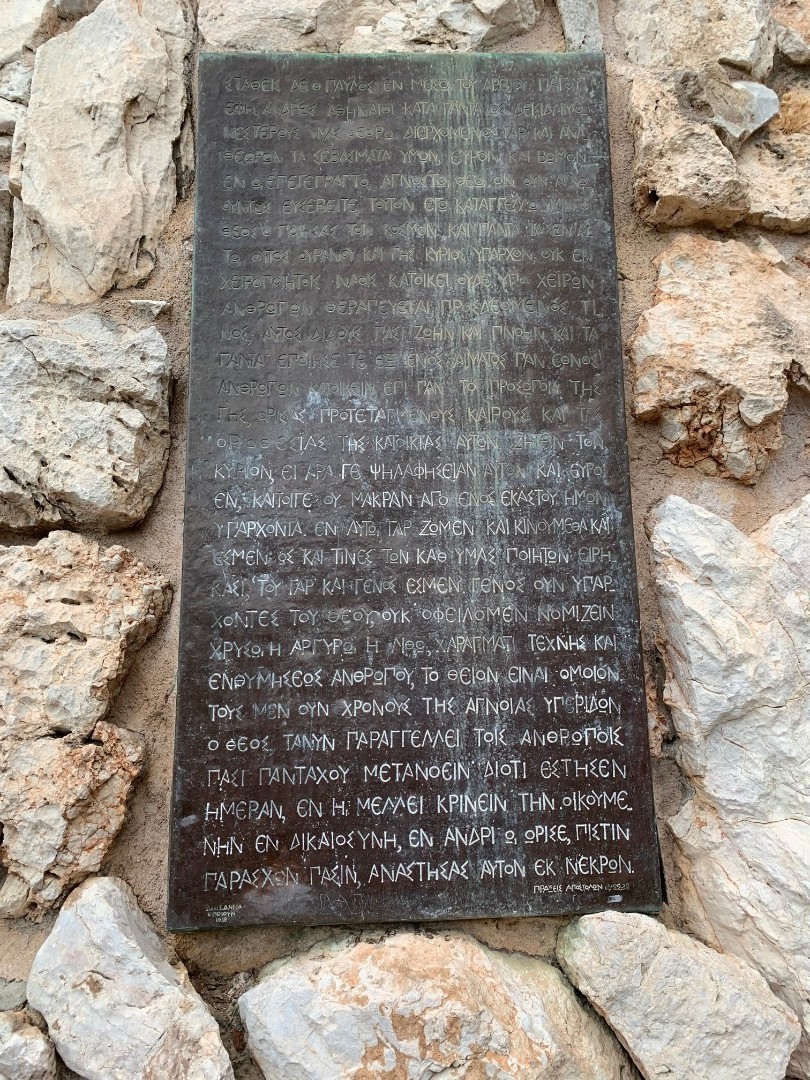 ΣΤΑΘΕΙΣ ΔΕ Ο ΠΑΥΛΟΣ ΕΝ ΜΕΣΩ ΤΟΥ ΑΡΕΙΟΥ ΠΑΓΟΥ
ΕΦΗ ΑΝΔΡΕΣ ΑΘΗΝΑΙΟΙ ΚΑΤΑ ΠΑΝΤΑ ΩΣ ΔΕΙΣΙΔΑΙΜΟ
ΝΕΣΤΕΡΟΥΣ ΥΜΑΣ ΘΕΩΡΩ. ΔΙΕΡΧΟΜΕΝΟΣ ΓΑΡ ΚΑΙ ΑΝΑ
ΘΕΩΡΩΝ ΤΑ ΣΕΒΑΣΜΑΤΑ ΥΜΩΝ, ΕΥΡΟΝ ΚΑΙ ΒΩΜΟΝ
ΕΝ Ω ΕΠΕΓΕΓΡΑΠΤΟ, ΑΓΝΩΣΤΩ ΘΕΩ. ΟΝ ΟΥΝ ΑΓΝΟ
ΟΥΝΤΕΣ ΕΥΣΕΒΕΙΤΕ, ΤΟΥΤΟΝ ΕΓΩ ΚΑΤΑΓΓΕΛΛΩ ΥΜΙΝ. Ο
ΘΕΟΣ Ο ΠΟΙΗΣΑΣ ΤΟΝ ΚΟΣΜΟΝ ΚΑΙ ΠΑΝΤΑ ΤΑ ΕΝ ΑΥ
ΤΩ, ΟΥΤΟΣ ΟΥΡΑΝΟΥ ΚΑΙ ΓΗΣ ΚΥΡΙΟΣ ΥΠΑΡΧΩΝ, ΟΥΚ ΕΝ
ΧΕΙΡΟΠΟΙΗΤΟΙΣ ΝΑΟΙΣ ΚΑΤΟΙΚΕΙ ΟΥΔΕ ΥΠΟ ΧΕΙΡΩΝ
ΑΝΘΡΩΠΩΝ ΘΕΡΑΠΕΥΕΤΑΙ ΠΡΟΣΔΕΟΜΕΝΟΣ ΤΙ
ΝΟΣ, ΑΥΤΟΣ ΔΙΔΟΥΣ ΠΑΣΙ ΖΩΗΝ ΚΑΙ ΠΝΟΗΝ ΚΑΙ ΤΑ
ΠΑΝΤΑ ΕΠΟΙΗΣΕ ΤΕ ΕΞ ΕΝΟΣ ΑΙΜΑΤΟΣ ΠΑΝ ΕΘΝΟΣ
ΑΝΘΡΩΠΩΝ ΚΑΤΟΙΚΕΙΝ ΕΠΙ ΠΑΝ ΤΟ ΠΡΟΣΩΠΟΝ ΤΗΣ
ΓΗΣ, ΟΡΙΣΑΣ ΠΡΟΤΕΤΑΓΜΕΝΟΥΣ ΚΑΙΡΟΥΣ ΚΑΙ ΤΑΣ
ΟΡΟΘΕΣΙΑΣ ΤΗΣ ΚΑΤΟΙΚΙΑΣ ΑΥΤΩΝ ΖΗΤΕΙΝ ΤΟΝ
ΚΥΡΙΟΝ, ΕΙ ΑΡΑ ΓΕ ΨΗΛΑΦΗΣΕΙΑΝ ΑΥΤΟΝ ΚΑΙ ΕΥΡΟΙ
ΕΝ, ΚΑΙΤΟΙΓΕ ΟΥ ΜΑΚΡΑΝ ΑΠΟ ΕΝΟΣ ΕΚΑΣΤΟΥ ΗΜΩΝ
ΥΠΑΡΧΟΝΤΑ. ΕΝ ΑΥΤΩ ΓΑΡ ΖΩΜΕΝ ΚΑΙ ΚΙΝΟΥΜΕΘΑ ΚΑΙ
ΕΣΜΕΝ ΩΣ ΚΑΙ ΤΙΝΕΣ ΤΩΝ ΚΑΘ ΥΜΑΣ ΠΟΙΗΤΩΝ ΕΙΡΗ
ΚΑΣΙ, ΤΟΥ ΓΑΡ ΚΑΙ ΓΕΝΟΣ ΕΣΜΕΝ. ΓΕΝΟΣ ΟΥΝ ΥΠΑΡ
ΧΟΝΤΕΣ ΤΟΥ ΘΕΟΥ, ΟΥΚ ΟΦΕΙΛΟΜΕΝ ΝΟΜΙΖΕΙΝ
ΧΡΥΣΩ, Η ΑΡΓΥΡΩ Η ΛΙΘΩ, ΧΑΡΑΓΜΑΤΙ ΤΕΧΝΗΣ ΚΑΙ
ΕΝΘΥΜΗΣΕΩΣ ΑΝΘΡΩΠΟΥ, ΤΟ ΘΕΙΟΝ ΕΙΝΑΙ ΟΜΟΙΟΝ.
ΤΟΥΣ ΜΕΝ ΟΥΝ ΧΡΟΝΟΥΣ ΤΗΣ ΑΓΝΟΙΑΣ ΥΠΕΡΙΔΩΝ
Ο ΘΕΟΣ ΤΑΝΥΝ ΠΑΡΑΓΓΕΛΛΕΙ ΤΟΙΣ ΑΝΘΡΩΠΟΙΣ
ΠΑΣΙ ΠΑΝΤΑΧΟΥ ΜΕΤΑΝΟΕΙΝ ΔΙΟΤΙ ΕΣΤΗΣΕΝ
ΗΜΕΡΑΝ, ΕΝ Η ΜΕΛΛΕΙ ΚΡΙΝΕΙΝ ΤΗΝ ΟΙΚΟΥΜΕ
ΝΗΝ ΕΝ ΔΙΚΑΙΟΣΥΝΗ, ΕΝ ΑΝΔΡΙ Ω ΩΡΙΣΕ, ΠΙΣΤΙΝ
ΠΑΡΑΣΧΩΝ ΠΑΣΙΝ, ΑΝΑΣΤΗΣΑΣ ΑΥΤΟΝ ΕΚ ΝΕΚΡΩΝ.
ΠΡΑΞΕΙΣ ΑΠΟΣΤΟΛΩΝ